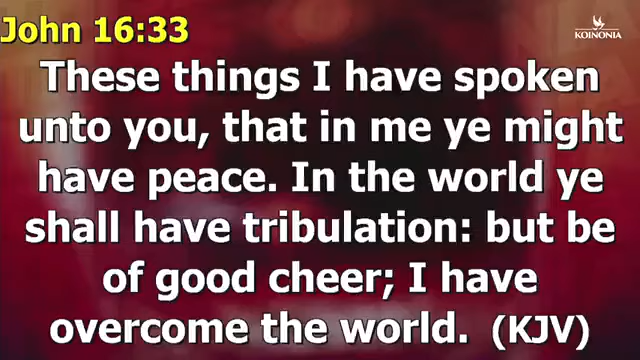 John 16:33
KOINONIA
These things I have spoken
unto you, that in me ye might
have peace. In the world ye
shall have tribulation: but be
of good cheer; I have
overcome the world. (KJV)